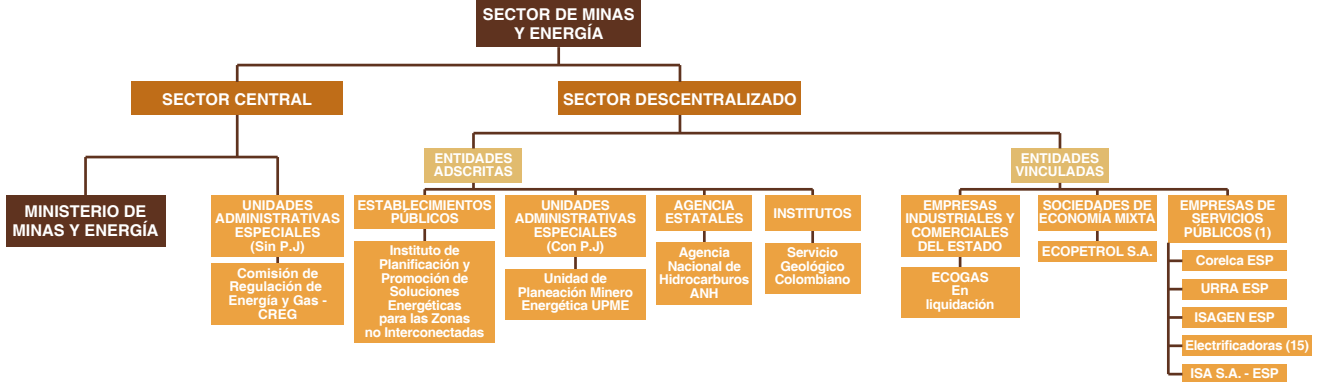 SECTOR DE MINAS
Y ENERGÍA
SECTOR CENTRAL
SECTOR DESCENTRALIZADO
ENTIDADES
ADSCRITAS
ENTIDADES
VINCULADAS
MINISTERIO DE
MINAS Y ENERGÍA
UNIDADES
ADMINISTRATIVAS
ESPECIALES
(Sin P.J)
Comisión de
Regulación de
Energía y Gas -
CREG
ESTABLECIMIENTOS
PÚBLICOS
Instituto de
Planificación y
Promoción de
Soluciones
Energéticas
para las Zonas
no Interconectadas
UNIDADES
ADMINISTRATIVAS
ESPECIALES
(Con P.J)
Unidad de
Planeación Minero
Energética UPME
AGENCIA
ESTATALES
Agencia
Nacional de
Hidrocarburos
ANH
INSTITUTOS
Servicio
Geológico
Colombiano
EMPRESAS
INDUSTRIALES Y
COMERCIALES
DEL ESTADO
ECOGAS
En
liquidación
SOCIEDADES DE
ECONOMÍA MIXTA
ECOPETROL S.A.
EMPRESAS DE
SERVICIOS
PÚBLICOS (1)
Corelca ESP
URRA ESP
ISAGEN ESP
Electrificadoras (15)
ISA S.A. - ESP